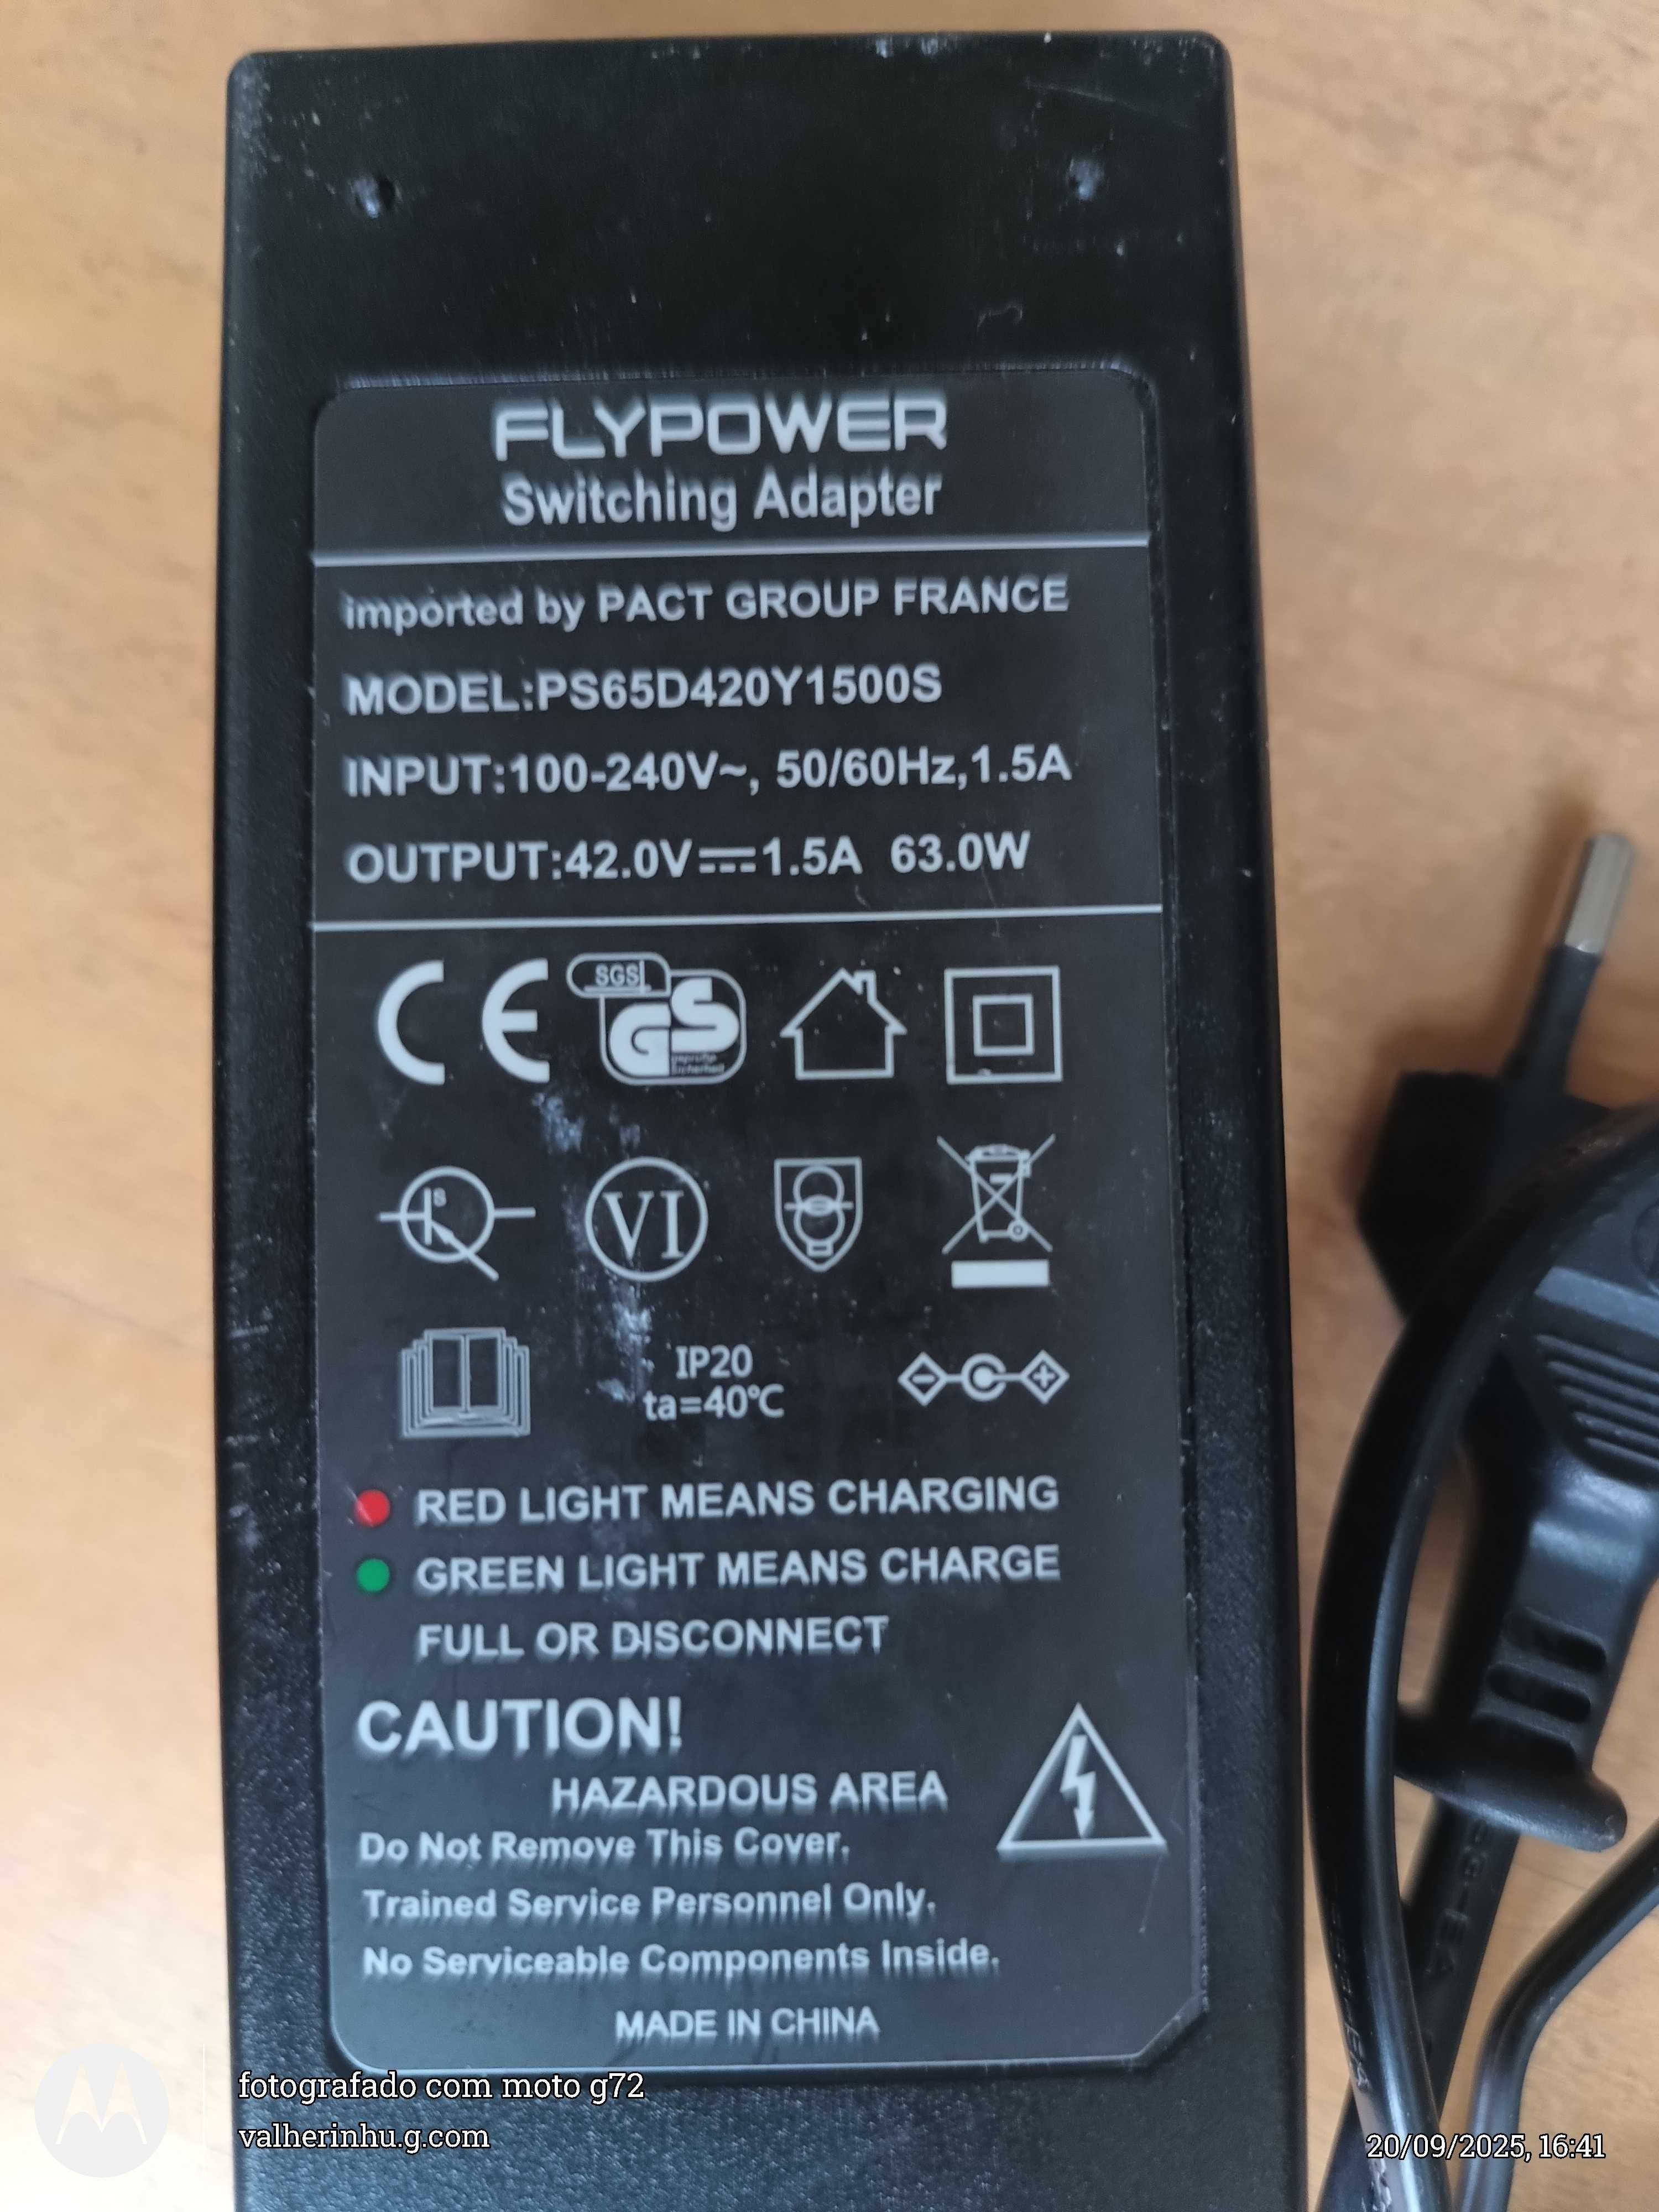 FLYPOWER
Switching Adapter
imported by PACT GROUP FRANCE
MODEL:PS65D420Y1500S
INPUT:100-240V~, 50/60Hz,1.5A
OUTPUT:42.0V⎓1.5A 63.0W
CE
SGS
GS
geprüfte
Sicherheit
S
VI
IP20
ta=40℃
- +
RED LIGHT MEANS CHARGING
GREEN LIGHT MEANS CHARGE
FULL OR DISCONNECT
CAUTION!
HAZARDOUS AREA
Do Not Remove This Cover.
Trained Service Personnel Only.
No Serviceable Components Inside.
MADE IN CHINA
fotografado com moto g72
valherinhu.g.com
20/09/2025, 16:41